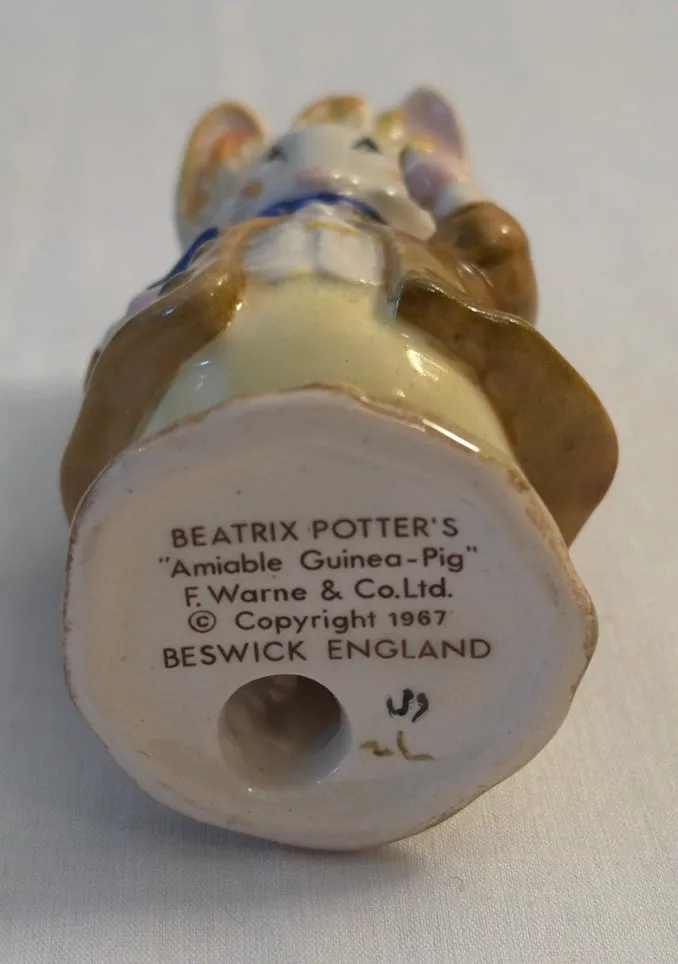 BEATRIX POTTER'S
"Amiable Guinea-Pig"
F. Warne & Co.Ltd.
© Copyright 1967
BESWICK ENGLAND